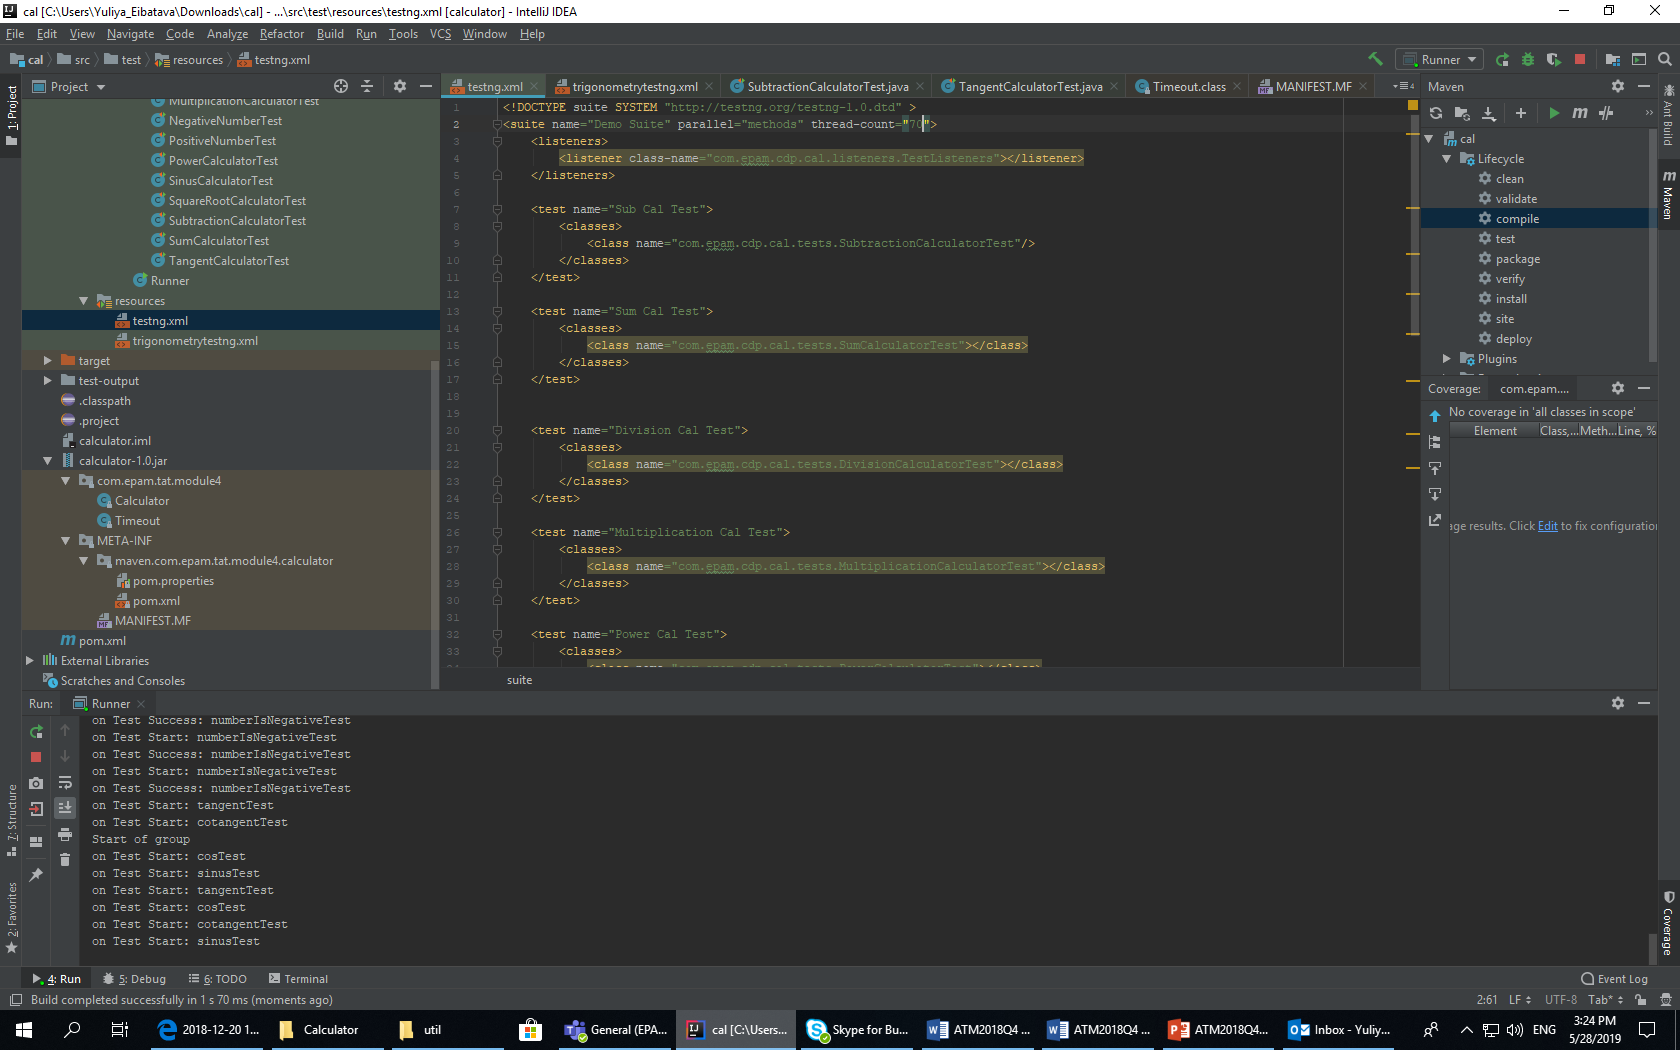 cal [C:\Users\Yuliya_Eibatava\Downloads\cal] - ...\src\test\resources\testng.xml [calculator] - IntelliJ IDEA
File Edit View Navigate Code Analyze Refactor Build Run Tools VCS Window Help
cal src test resources testng.xml
Runner
Project
testng.xml trigonometrytestng.xml SubtractionCalculatorTest.java TangentCalculatorTest.java Timeout.class MANIFEST.MF
Maven
1: Project
MultiplicationCalculatorTest
NegativeNumberTest
PositiveNumberTest
PowerCalculatorTest
SinusCalculatorTest
SquareRootCalculatorTest
SubtractionCalculatorTest
SumCalculatorTest
TangentCalculatorTest
Runner
resources
testng.xml
trigonometrytestng.xml
target
test-output
.classpath
.project
calculator.iml
calculator-1.0.jar
com.epam.tat.module4
Calculator
Timeout
META-INF
maven.com.epam.tat.module4.calculator
pom.properties
pom.xml
MANIFEST.MF
pom.xml
External Libraries
Scratches and Consoles
1 <!DOCTYPE suite SYSTEM "http://testng.org/testng-1.0.dtd" >
2 <suite name="Demo Suite" parallel="methods" thread-count="70">
3 <listeners>
4 <listener class-name="com.epam.cdp.cal.listeners.TestListeners"></listener>
5 </listeners>
6
7 <test name="Sub Cal Test">
8 <classes>
9 <class name="com.epam.cdp.cal.tests.SubtractionCalculatorTest"/>
10 </classes>
11 </test>
12
13 <test name="Sum Cal Test">
14 <classes>
15 <class name="com.epam.cdp.cal.tests.SumCalculatorTest"></class>
16 </classes>
17 </test>
18
19
20 <test name="Division Cal Test">
21 <classes>
22 <class name="com.epam.cdp.cal.tests.DivisionCalculatorTest"></class>
23 </classes>
24 </test>
25
26 <test name="Multiplication Cal Test">
27 <classes>
28 <class name="com.epam.cdp.cal.tests.MultiplicationCalculatorTest"></class>
29 </classes>
30 </test>
31
32 <test name="Power Cal Test">
33 <classes>
<class name="com.epam.cdp.cal.tests.PowerCalculatorTest"></class>
suite
cal
Lifecycle
clean
validate
compile
test
package
verify
install
site
deploy
Plugins
Coverage: com.epam....
No coverage in 'all classes in scope'
Element Class,... Meth... Line, %
age results. Click Edit to fix configuration
Ant Build
Maven
Coverage
Run: Runner
on Test Success: numberIsNegativeTest
on Test Start: numberIsNegativeTest
on Test Success: numberIsNegativeTest
on Test Start: numberIsNegativeTest
on Test Success: numberIsNegativeTest
on Test Start: tangentTest
on Test Start: cotangentTest
Start of group
on Test Start: cosTest
on Test Start: sinusTest
on Test Start: tangentTest
on Test Start: cosTest
on Test Start: cotangentTest
on Test Start: sinusTest
7: Structure
2: Favorites
4: Run 5: Debug 6: TODO Terminal Event Log
Build completed successfully in 1 s 70 ms (moments ago) 2:61 LF UTF-8 Tab*
2018-12-20 1... Calculator util General (EPA... cal [C:\Users... Skype for Bu... ATM2018Q4 ... ATM2018Q4 ... ATM2018Q4... Inbox - Yuliy... ENG 3:24 PM
5/28/2019